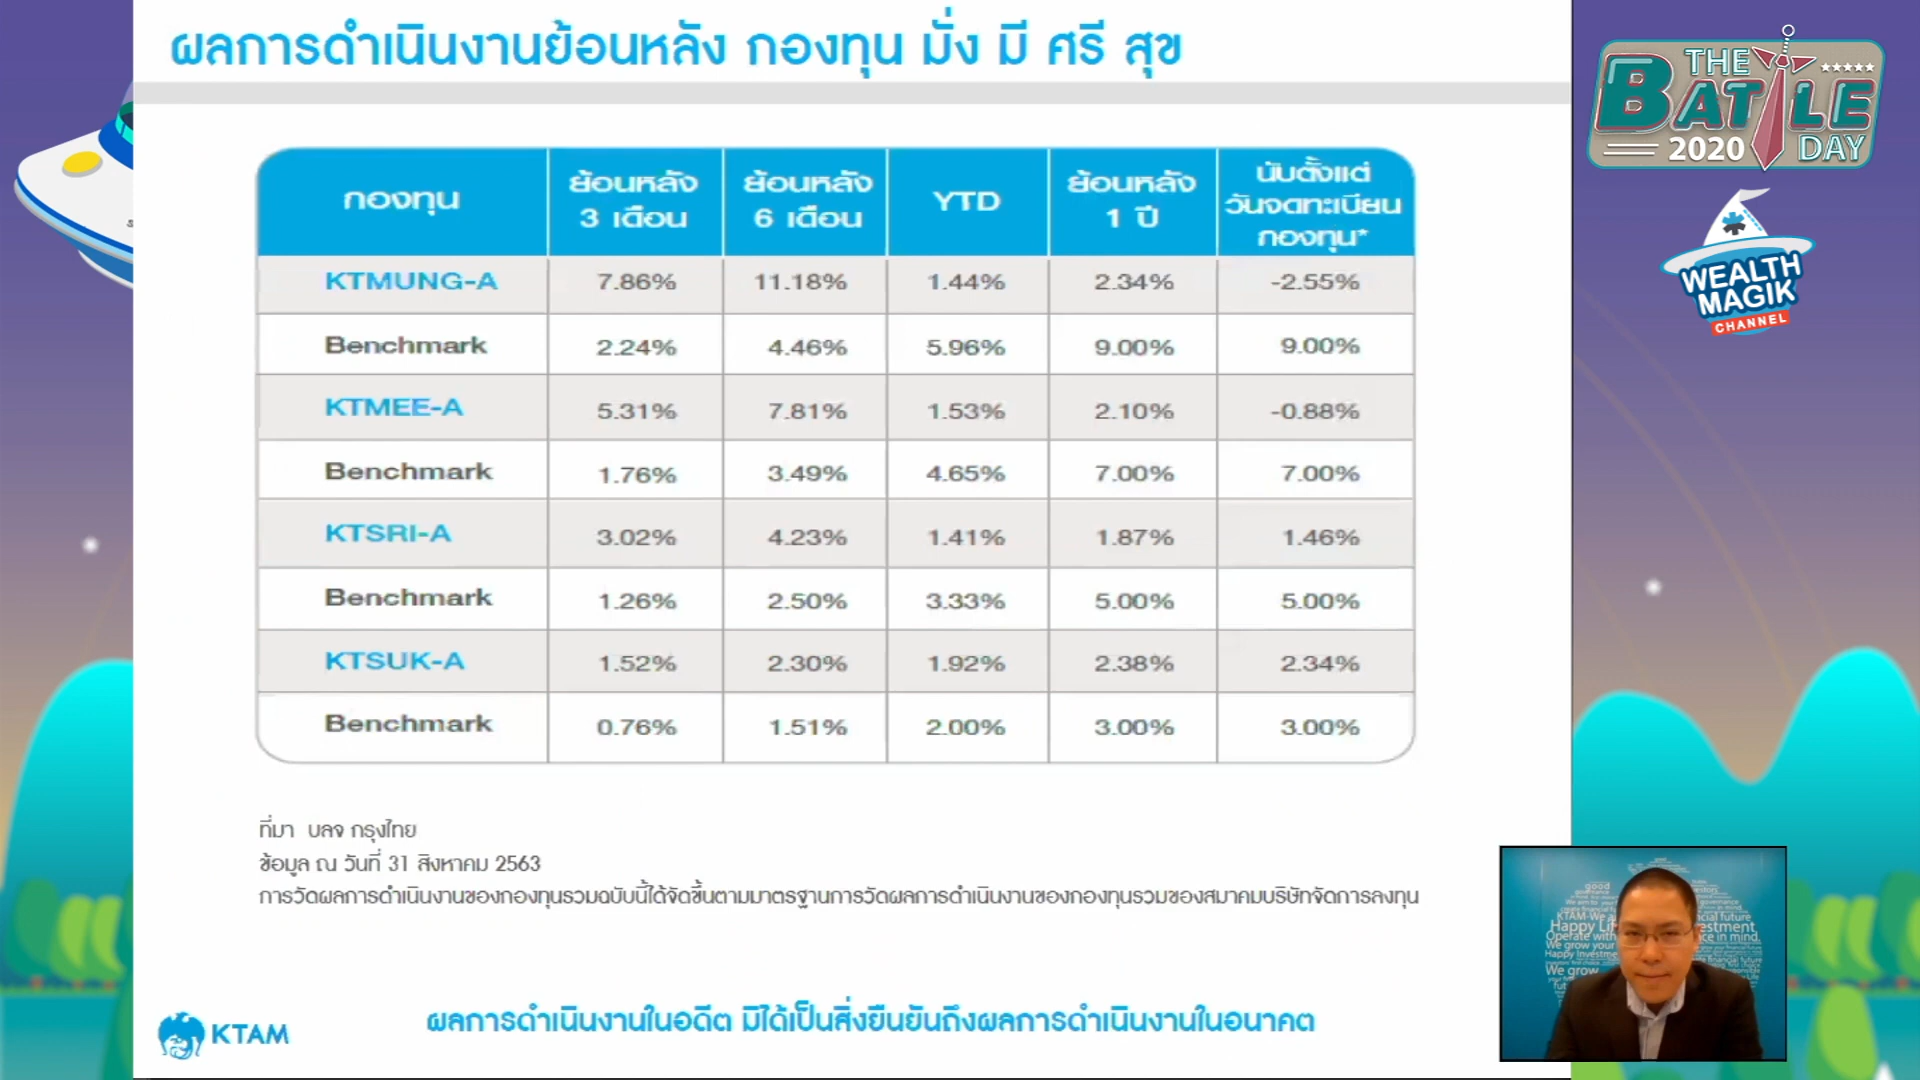 ผลการดำเนินงานย้อนหลัง กองทุน มั่ง มี ศรี สุข
THE
BATTLE
2020 DAY
WEALTH
MAGIK
CHANNEL
กองทุน ย้อนหลัง 3 เดือน ย้อนหลัง 6 เดือน YTD ย้อนหลัง 1 ปี นับตั้งแต่วันจดทะเบียนกองทุน*
KTMUNG-A 7.86% 11.18% 1.44% 2.34% -2.55%
Benchmark 2.24% 4.46% 5.96% 9.00% 9.00%
KTMEE-A 5.31% 7.81% 1.53% 2.10% -0.88%
Benchmark 1.76% 3.49% 4.65% 7.00% 7.00%
KTSRI-A 3.02% 4.23% 1.41% 1.87% 1.46%
Benchmark 1.26% 2.50% 3.33% 5.00% 5.00%
KTSUK-A 1.52% 2.30% 1.92% 2.38% 2.34%
Benchmark 0.76% 1.51% 2.00% 3.00% 3.00%
ที่มา บลจ กรุงไทย
ข้อมูล ณ วันที่ 31 สิงหาคม 2563
การวัดผลการดำเนินงานของกองทุนรวมฉบับนี้ได้จัดขึ้นตามมาตรฐานการวัดผลการดำเนินงานของกองทุนรวมของสมาคมบริษัทจัดการลงทุน
KTAM
ผลการดำเนินงานในอดีต มิได้เป็นสิ่งยืนยันถึงผลการดำเนินงานในอนาคต